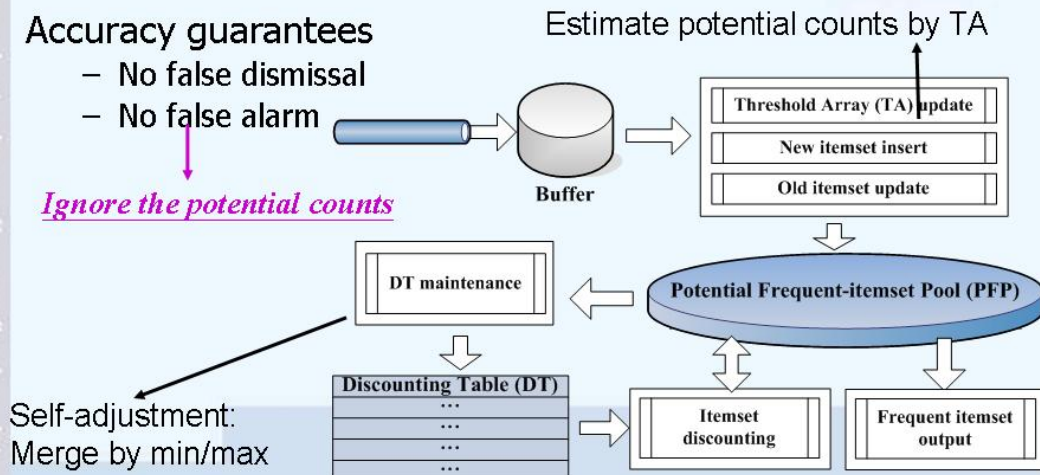 Accuracy guarantees
– No false dismissal
– No false alarm
Ignore the potential counts
Estimate potential counts by TA
Buffer
Threshold Array (TA) update
New itemset insert
Old itemset update
DT maintenance
Potential Frequent-itemset Pool (PFP)
Discounting Table (DT)
...
...
...
...
Self-adjustment:
Merge by min/max
Itemset
discounting
Frequent itemset
output